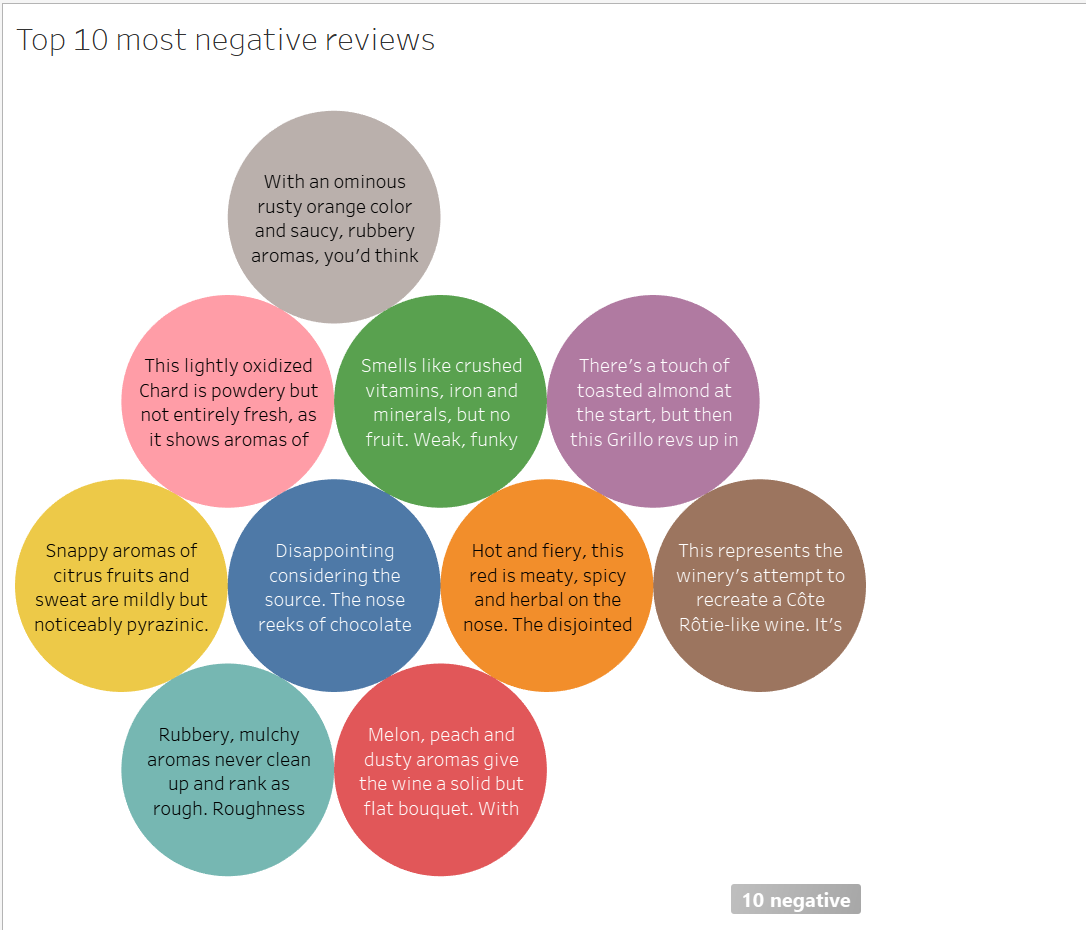 Top 10 most negative reviews
With an ominous
rusty orange color
and saucy, rubbery
aromas, you’d think
This lightly oxidized
Chard is powdery but
not entirely fresh, as
it shows aromas of
Smells like crushed
vitamins, iron and
minerals, but no
fruit. Weak, funky
There’s a touch of
toasted almond at
the start, but then
this Grillo revs up in
Snappy aromas of
citrus fruits and
sweat are mildly but
noticeably pyrazinic.
Disappointing
considering the
source. The nose
reeks of chocolate
Hot and fiery, this
red is meaty, spicy
and herbal on the
nose. The disjointed
This represents the
winery’s attempt to
recreate a Côte
Rôtie-like wine. It’s
Rubbery, mulchy
aromas never clean
up and rank as
rough. Roughness
Melon, peach and
dusty aromas give
the wine a solid but
flat bouquet. With
10 negative